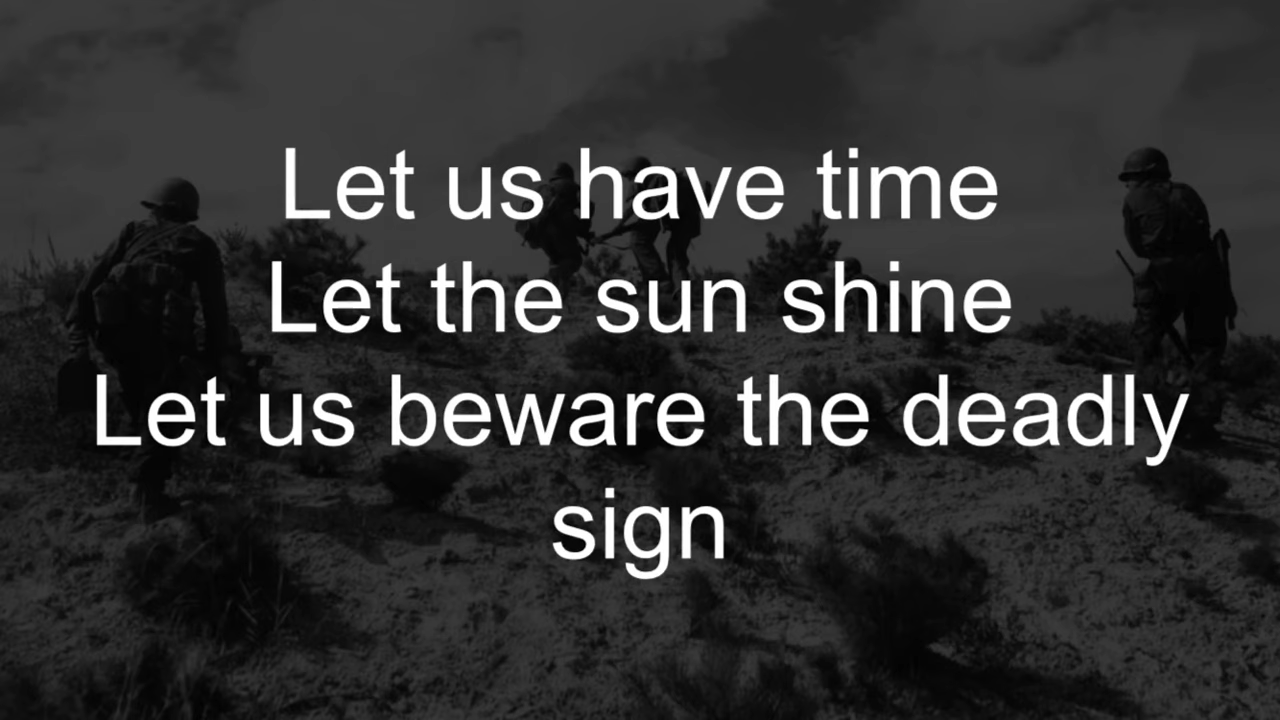 Let us have time
Let the sun shine
Let us beware the deadly
sign